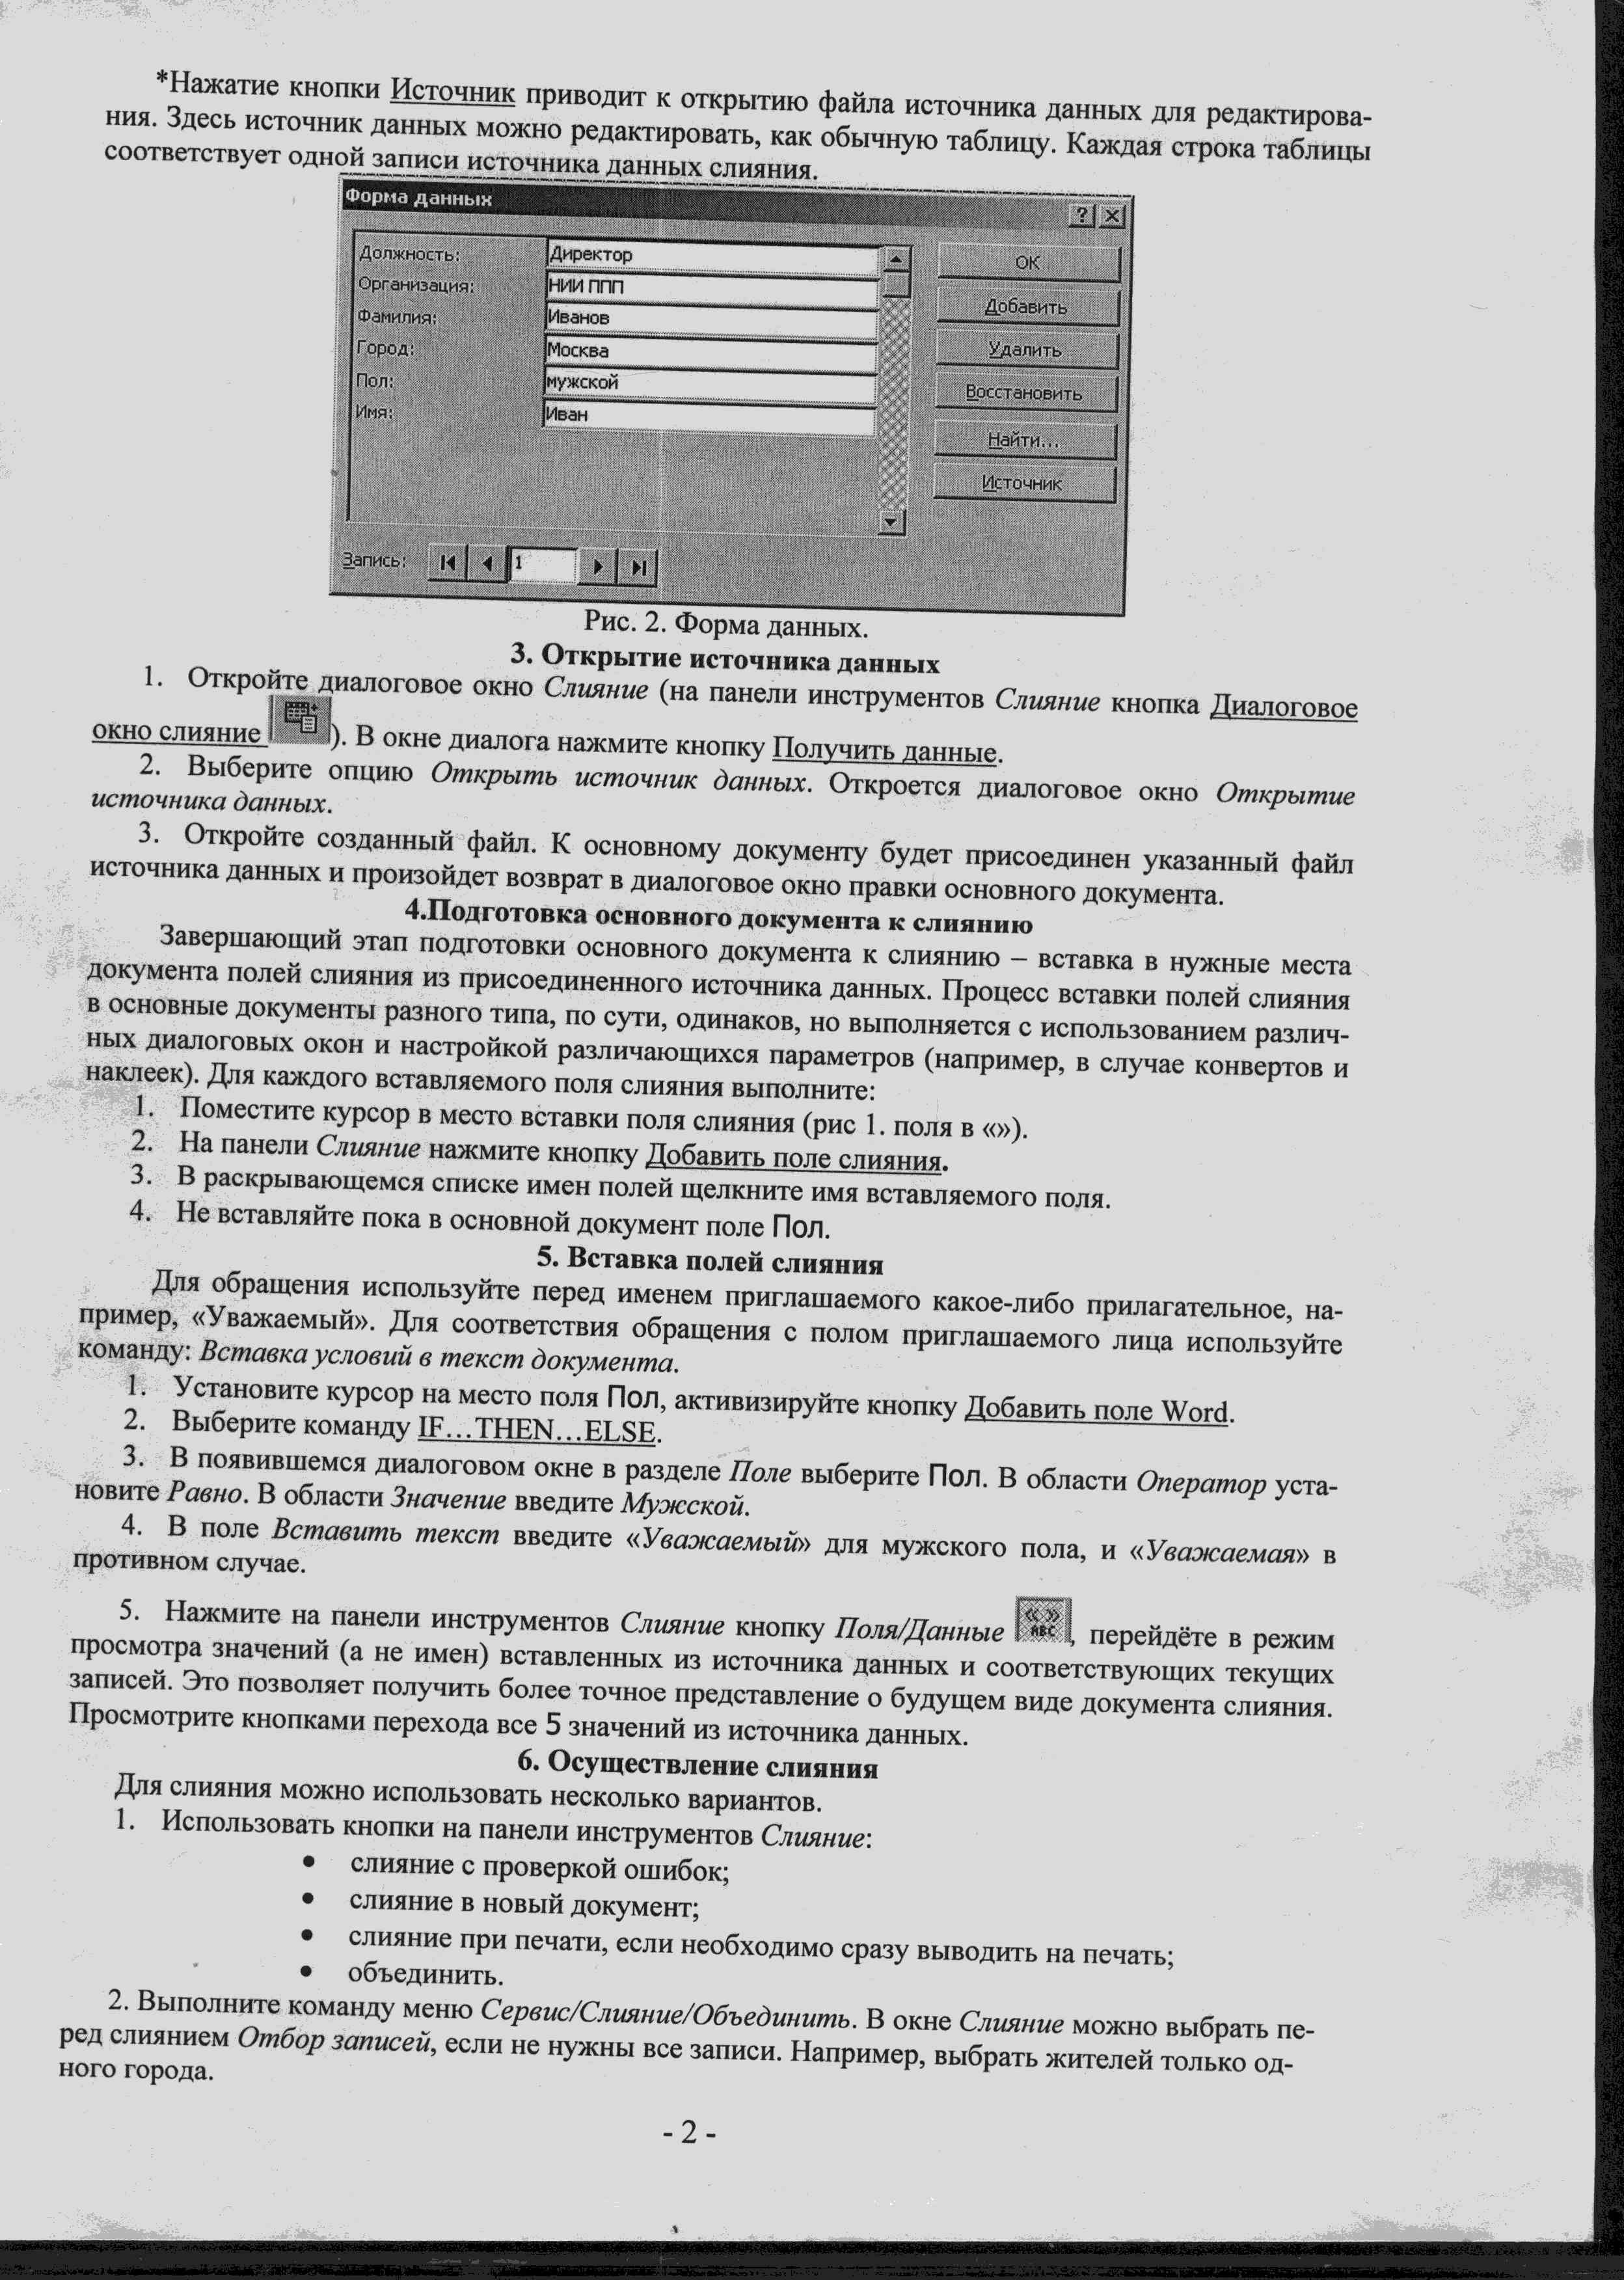 *Нажатие кнопки Источник приводит к открытию файла источника данных для редактирова-
ния. Здесь источник данных можно редактировать, как обычную таблицу. Каждая строка таблицы
соответствует одной записи источника данных слияния.
Форма данных
Должность: Директор
Организация: НИИ ППП
Фамилия: Иванов
Город: Москва
Пол: мужской
Имя: Иван
ОК
Добавить
Удалить
Восстановить
Найти...
Источник
Запись: 1
Рис. 2. Форма данных.
3. Открытие источника данных
1. Откройте диалоговое окно Слияние (на панели инструментов Слияние кнопка Диалоговое
окно слияние ). В окне диалога нажмите кнопку Получить данные.
2. Выберите опцию Открыть источник данных. Откроется диалоговое окно Открытие
источника данных.
3. Откройте созданный файл. К основному документу будет присоединен указанный файл
источника данных и произойдет возврат в диалоговое окно правки основного документа.
4.Подготовка основного документа к слиянию
Завершающий этап подготовки основного документа к слиянию – вставка в нужные места
документа полей слияния из присоединенного источника данных. Процесс вставки полей слияния
в основные документы разного типа, по сути, одинаков, но выполняется с использованием различ-
ных диалоговых окон и настройкой различающихся параметров (например, в случае конвертов и
наклеек). Для каждого вставляемого поля слияния выполните:
1. Поместите курсор в место вставки поля слияния (рис 1. поля в «»).
2. На панели Слияние нажмите кнопку Добавить поле слияния.
3. В раскрывающемся списке имен полей щелкните имя вставляемого поля.
4. Не вставляйте пока в основной документ поле Пол.
5. Вставка полей слияния
Для обращения используйте перед именем приглашаемого какое-либо прилагательное, на-
пример, «Уважаемый». Для соответствия обращения с полом приглашаемого лица используйте
команду: Вставка условий в текст документа.
1. Установите курсор на место поля Пол, активизируйте кнопку Добавить поле Word.
2. Выберите команду IF…THEN…ELSE.
3. В появившемся диалоговом окне в разделе Поле выберите Пол. В области Оператор уста-
новите Равно. В области Значение введите Мужской.
4. В поле Вставить текст введите «Уважаемый» для мужского пола, и «Уважаемая» в
противном случае.
5. Нажмите на панели инструментов Слияние кнопку Поля/Данные «» ABC, перейдёте в режим
просмотра значений (а не имен) вставленных из источника данных и соответствующих текущих
записей. Это позволяет получить более точное представление о будущем виде документа слияния.
Просмотрите кнопками перехода все 5 значений из источника данных.
6. Осуществление слияния
Для слияния можно использовать несколько вариантов.
1. Использовать кнопки на панели инструментов Слияние:
• слияние с проверкой ошибок;
• слияние в новый документ;
• слияние при печати, если необходимо сразу выводить на печать;
• объединить.
2. Выполните команду меню Сервис/Слияние/Объединить. В окне Слияние можно выбрать пе-
ред слиянием Отбор записей, если не нужны все записи. Например, выбрать жителей только од-
ного города.
- 2 -